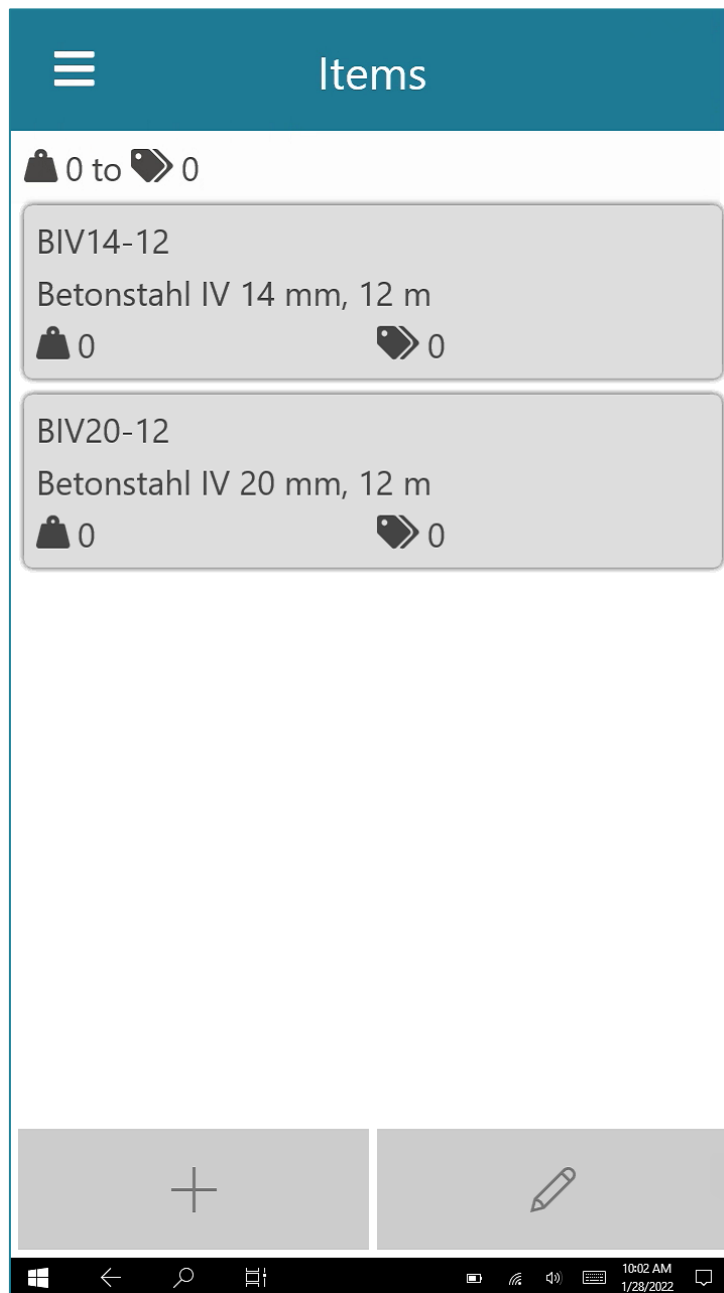 Items
0 to 0
BIV14-12
Betonstahl IV 14 mm, 12 m
0 0
BIV20-12
Betonstahl IV 20 mm, 12 m
0 0
10:02 AM
1/28/2022